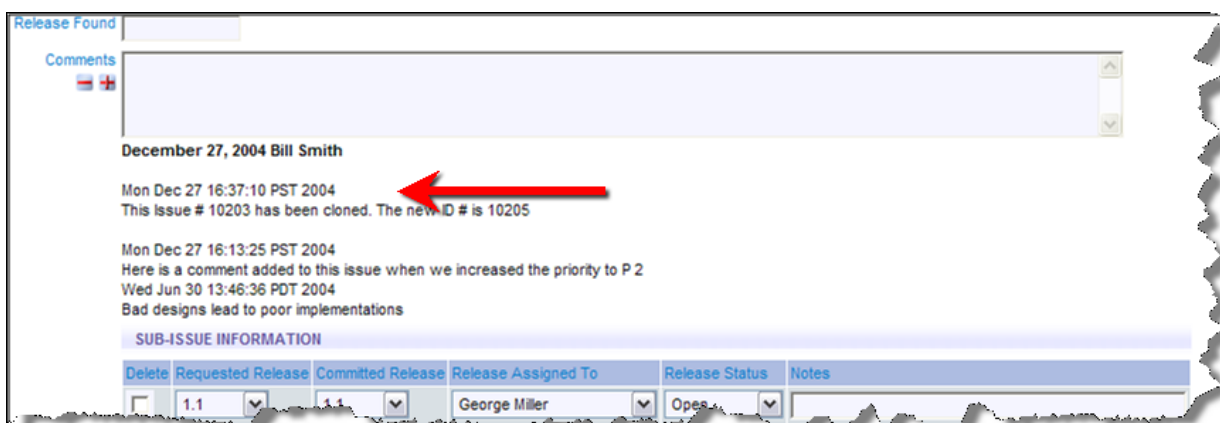 Release Found
Comments
December 27, 2004 Bill Smith
Mon Dec 27 16:37:10 PST 2004
This Issue # 10203 has been cloned. The new ID # is 10205
Mon Dec 27 16:13:25 PST 2004
Here is a comment added to this issue when we increased the priority to P 2
Wed Jun 30 13:46:36 PDT 2004
Bad designs lead to poor implementations
SUB-ISSUE INFORMATION
Delete Requested Release Committed Release Release Assigned To Release Status Notes
1.1 1.1 George Miller Open